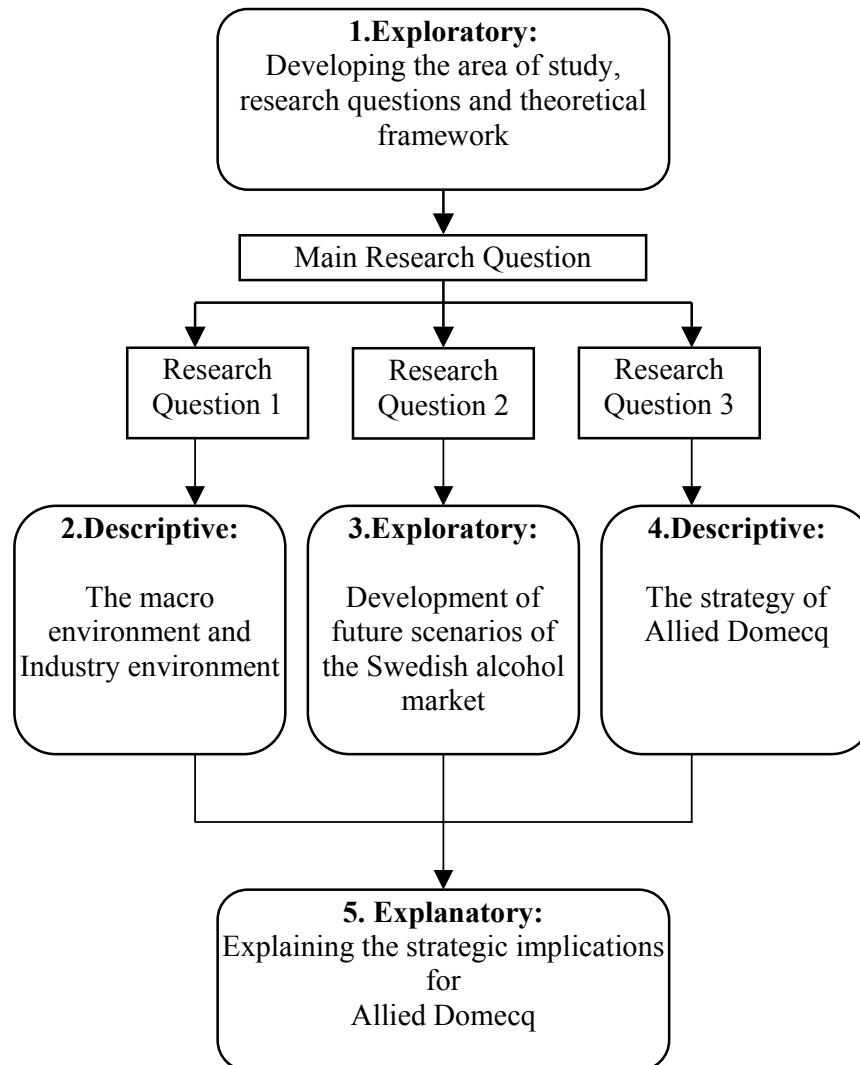 1.Exploratory:
Developing the area of study,
research questions and theoretical
framework
Main Research Question
Research
Question 1
Research
Question 2
Research
Question 3
2.Descriptive:
The macro
environment and
Industry environment
3.Exploratory:
Development of
future scenarios of
the Swedish alcohol
market
4.Descriptive:
The strategy of
Allied Domecq
5. Explanatory:
Explaining the strategic implications
for
Allied Domecq